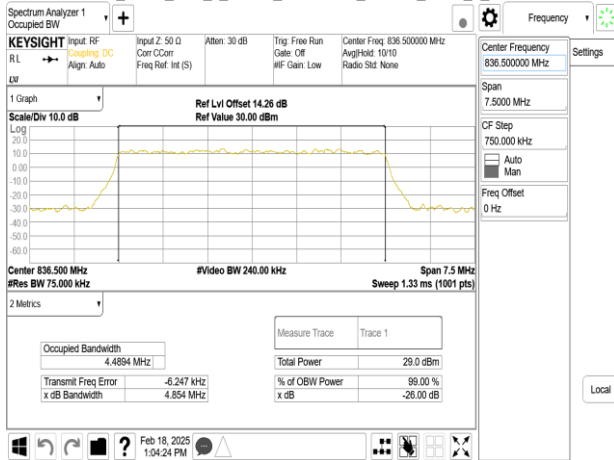 Spectrum Analyzer 1
Occupied BW
+
Frequency
KEYSIGHT
RL
LXI
Input: RF
Coupling: DC
Align: Auto
Input Z: 50 Ω
Corr CCorr
Freq Ref: Int (S)
Atten: 30 dB
Trig: Free Run
Gate: Off
#IF Gain: Low
Center Freq: 836.500000 MHz
Avg|Hold: 10/10
Radio Std: None
Center Frequency
836.500000 MHz
Settings
Span
7.5000 MHz
CF Step
750.000 kHz
Auto
Man
Freq Offset
0 Hz
Local
1 Graph
Scale/Div 10.0 dB
Ref Lvl Offset 14.26 dB
Ref Value 30.00 dBm
Log
20.0
10.0
0.00
-10.0
-20.0
-30.0
-40.0
-50.0
-60.0
Center 836.500 MHz
#Res BW 75.000 kHz
#Video BW 240.00 kHz
Span 7.5 MHz
Sweep 1.33 ms (1001 pts)
2 Metrics
Measure Trace Trace 1
Occupied Bandwidth
4.4894 MHz
Total Power 29.0 dBm
Transmit Freq Error -6.247 kHz
% of OBW Power 99.00 %
x dB Bandwidth 4.854 MHz
x dB -26.00 dB
?
Feb 18, 2025
1:04:24 PM